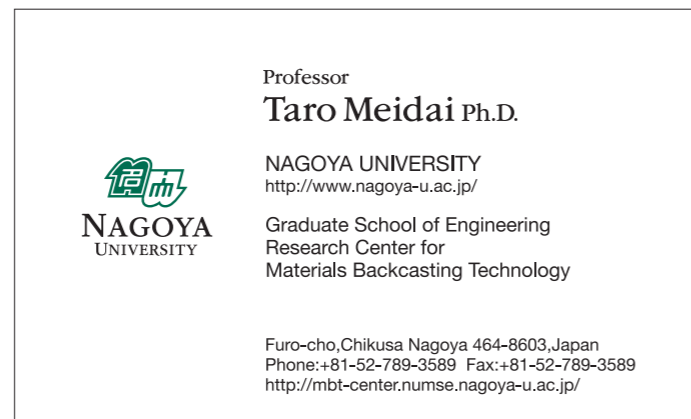 Professor
Taro Meidai Ph.D.
NAGOYA UNIVERSITY
http://www.nagoya-u.ac.jp/
NAGOYA
UNIVERSITY
Graduate School of Engineering
Research Center for
Materials Backcasting Technology
Furo-cho,Chikusa Nagoya 464-8603,Japan
Phone:+81-52-789-3589 Fax:+81-52-789-3589
http://mbt-center.numse.nagoya-u.ac.jp/